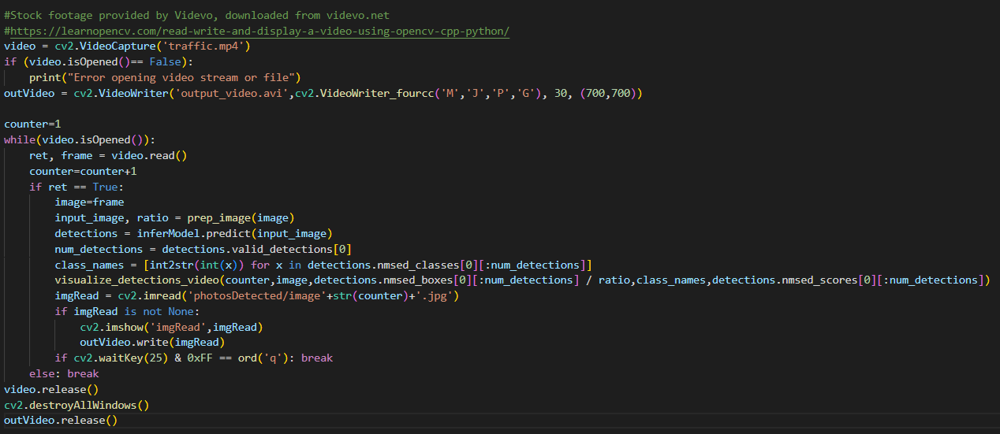 #Stock footage provided by Videvo, downloaded from videvo.net
#https://learnopencv.com/read-write-and-display-a-video-using-opencv-cpp-python/
video = cv2.VideoCapture('traffic.mp4')
if (video.isOpened()== False):
    print("Error opening video stream or file")
outVideo = cv2.VideoWriter('output_video.avi',cv2.VideoWriter_fourcc('M','J','P','G'), 30, (700,700))

counter=1
while(video.isOpened()):
    ret, frame = video.read()
    counter=counter+1
    if ret == True:
        image=frame
        input_image, ratio = prep_image(image)
        detections = inferModel.predict(input_image)
        num_detections = detections.valid_detections[0]
        class_names = [int2str(int(x)) for x in detections.nmsed_classes[0][:num_detections]]
        visualize_detections_video(counter,image,detections.nmsed_boxes[0][:num_detections] / ratio,class_names,detections.nmsed_scores[0][:num_detections])
        imgRead = cv2.imread('photosDetected/image'+str(counter)+'.jpg')
        if imgRead is not None:
            cv2.imshow('imgRead',imgRead)
            outVideo.write(imgRead)
        if cv2.waitKey(25) & 0xFF == ord('q'): break
    else: break
video.release()
cv2.destroyAllWindows()
outVideo.release()